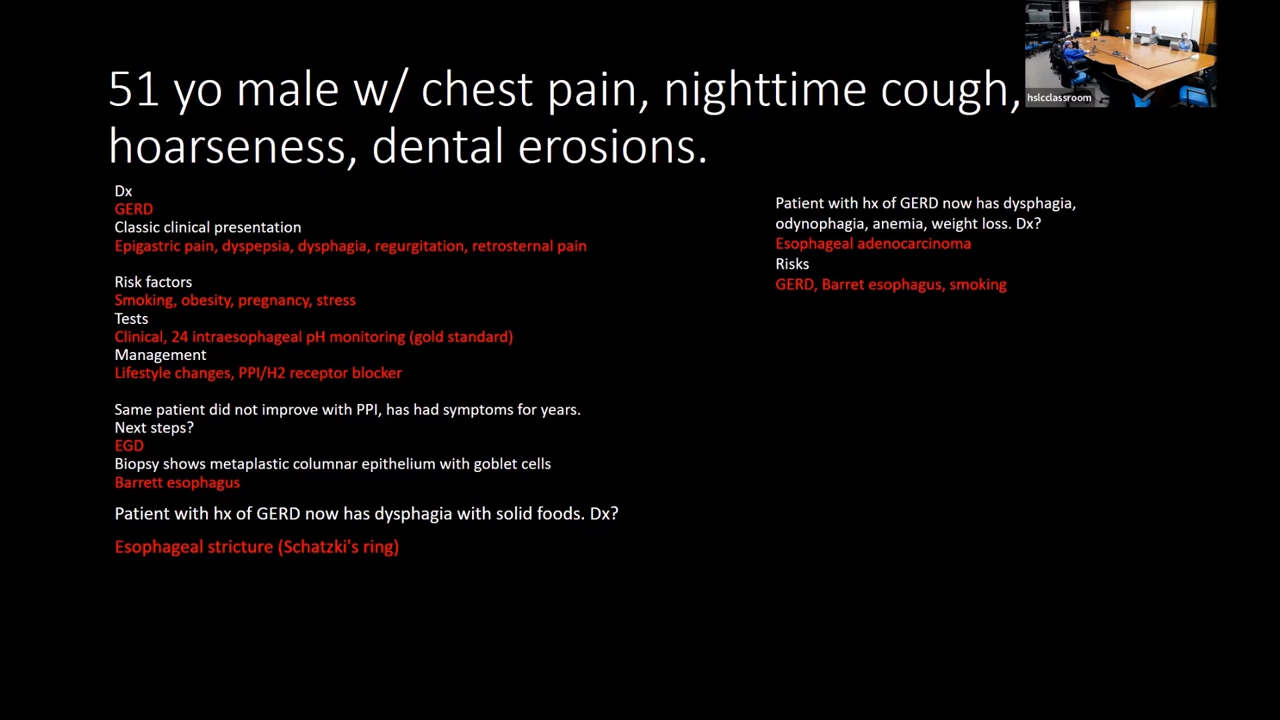 51 yo male w/ chest pain, nighttime cough,
hoarseness, dental erosions.
hslcclassroom
Dx
GERD
Classic clinical presentation
Epigastric pain, dyspepsia, dysphagia, regurgitation, retrosternal pain
Risk factors
Smoking, obesity, pregnancy, stress
Tests
Clinical, 24 intraesophageal pH monitoring (gold standard)
Management
Lifestyle changes, PPI/H2 receptor blocker
Same patient did not improve with PPI, has had symptoms for years.
Next steps?
EGD
Biopsy shows metaplastic columnar epithelium with goblet cells
Barrett esophagus
Patient with hx of GERD now has dysphagia with solid foods. Dx?
Esophageal stricture (Schatzki's ring)
Patient with hx of GERD now has dysphagia,
odynophagia, anemia, weight loss. Dx?
Esophageal adenocarcinoma
Risks
GERD, Barret esophagus, smoking